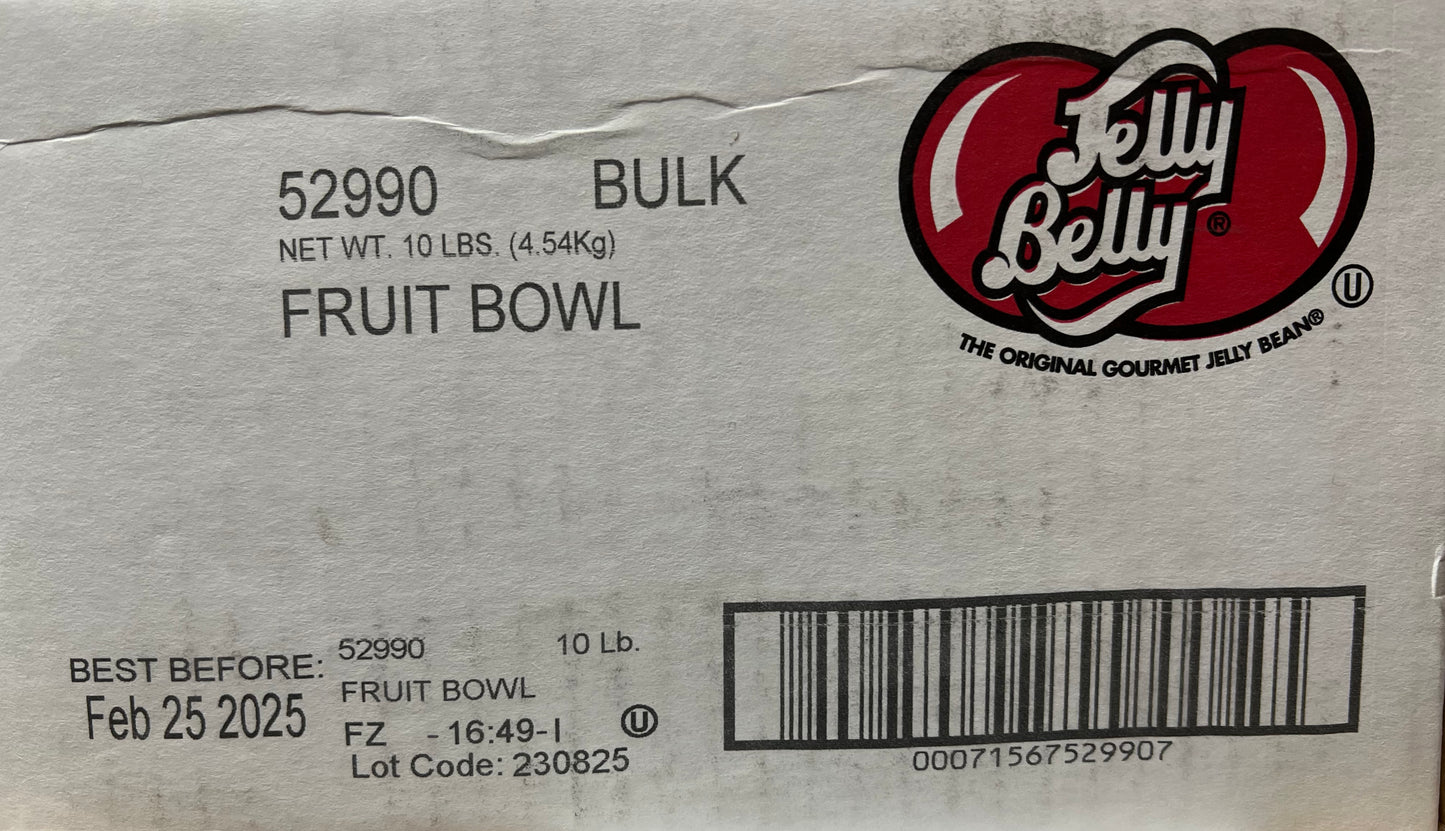 52990 BULK
NET WT. 10 LBS. (4.54Kg)
FRUIT BOWL
Jelly
Belly®
U
THE ORIGINAL GOURMET JELLY BEAN®
BEST BEFORE:
Feb 25 2025
52990 10 Lb.
FRUIT BOWL
FZ - 16:49-I U
Lot Code: 230825
00071567529907